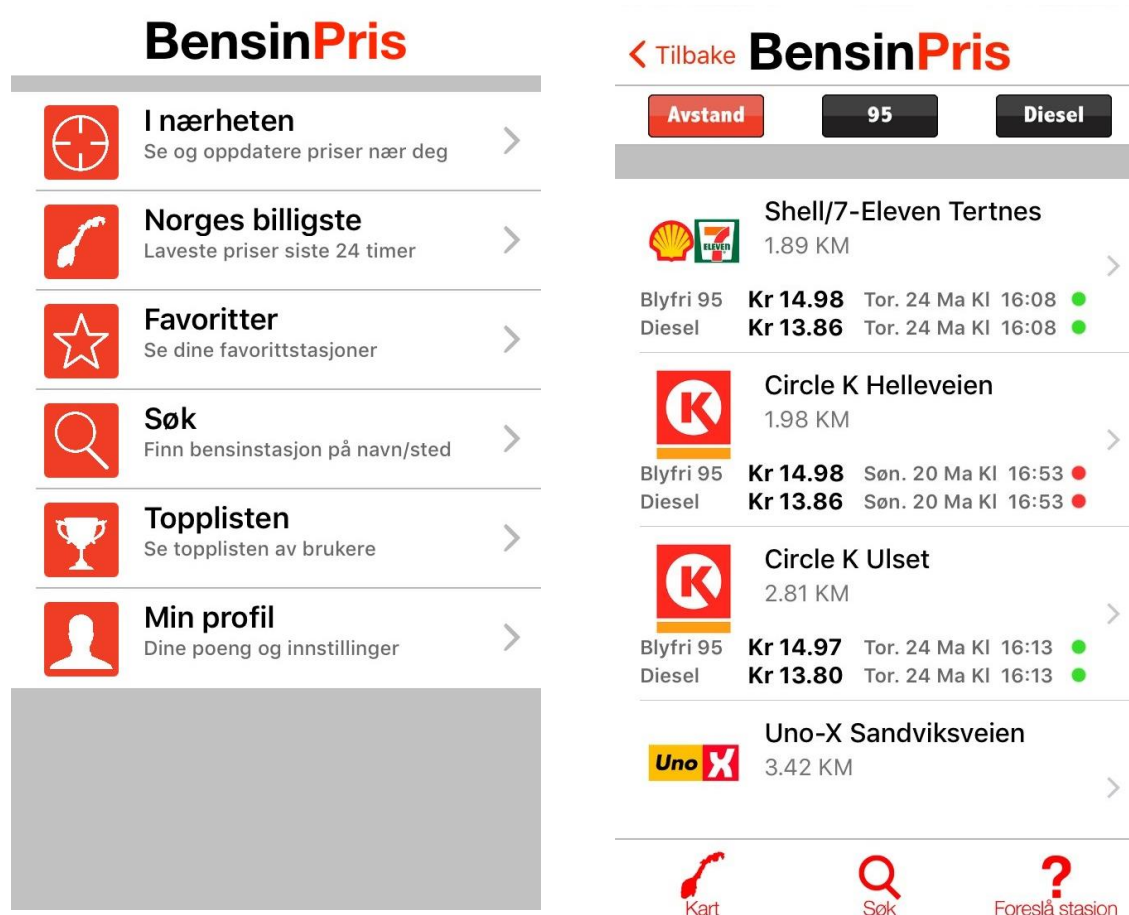 BensinPris
I nærheten
Se og oppdatere priser nær deg
Norges billigste
Laveste priser siste 24 timer
Favoritter
Se dine favorittstasjoner
Søk
Finn bensinstasjon på navn/sted
Topplisten
Se topplisten av brukere
Min profil
Dine poeng og innstillinger
Tilbake BensinPris
Avstand 95 Diesel
Shell/7-Eleven Tertnes
7 ELEVEN
1.89 KM
Blyfri 95 Kr 14.98 Tor. 24 Ma Kl 16:08
Diesel Kr 13.86 Tor. 24 Ma Kl 16:08
Circle K Helleveien
K
1.98 KM
Blyfri 95 Kr 14.98 Søn. 20 Ma Kl 16:53
Diesel Kr 13.86 Søn. 20 Ma Kl 16:53
Circle K Ulset
K
2.81 KM
Blyfri 95 Kr 14.97 Tor. 24 Ma Kl 16:13
Diesel Kr 13.80 Tor. 24 Ma Kl 16:13
Uno-X Sandviksveien
Uno X
3.42 KM
?
Kart Søk Foreslå stasjon